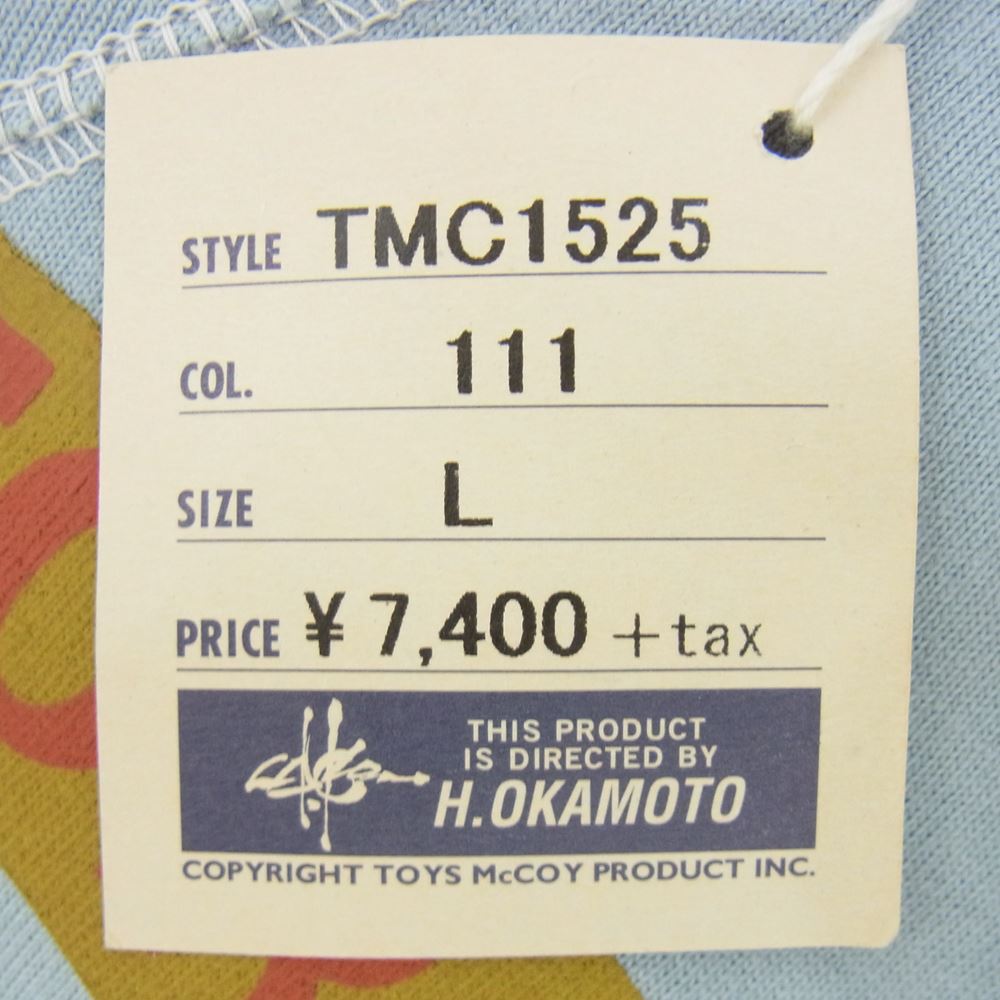 STYLE TMC1525
COL. 111
SIZE L
PRICE ¥7,400 +tax
THIS PRODUCT
IS DIRECTED BY
H.OKAMOTO
COPYRIGHT TOYS McCOY PRODUCT INC.